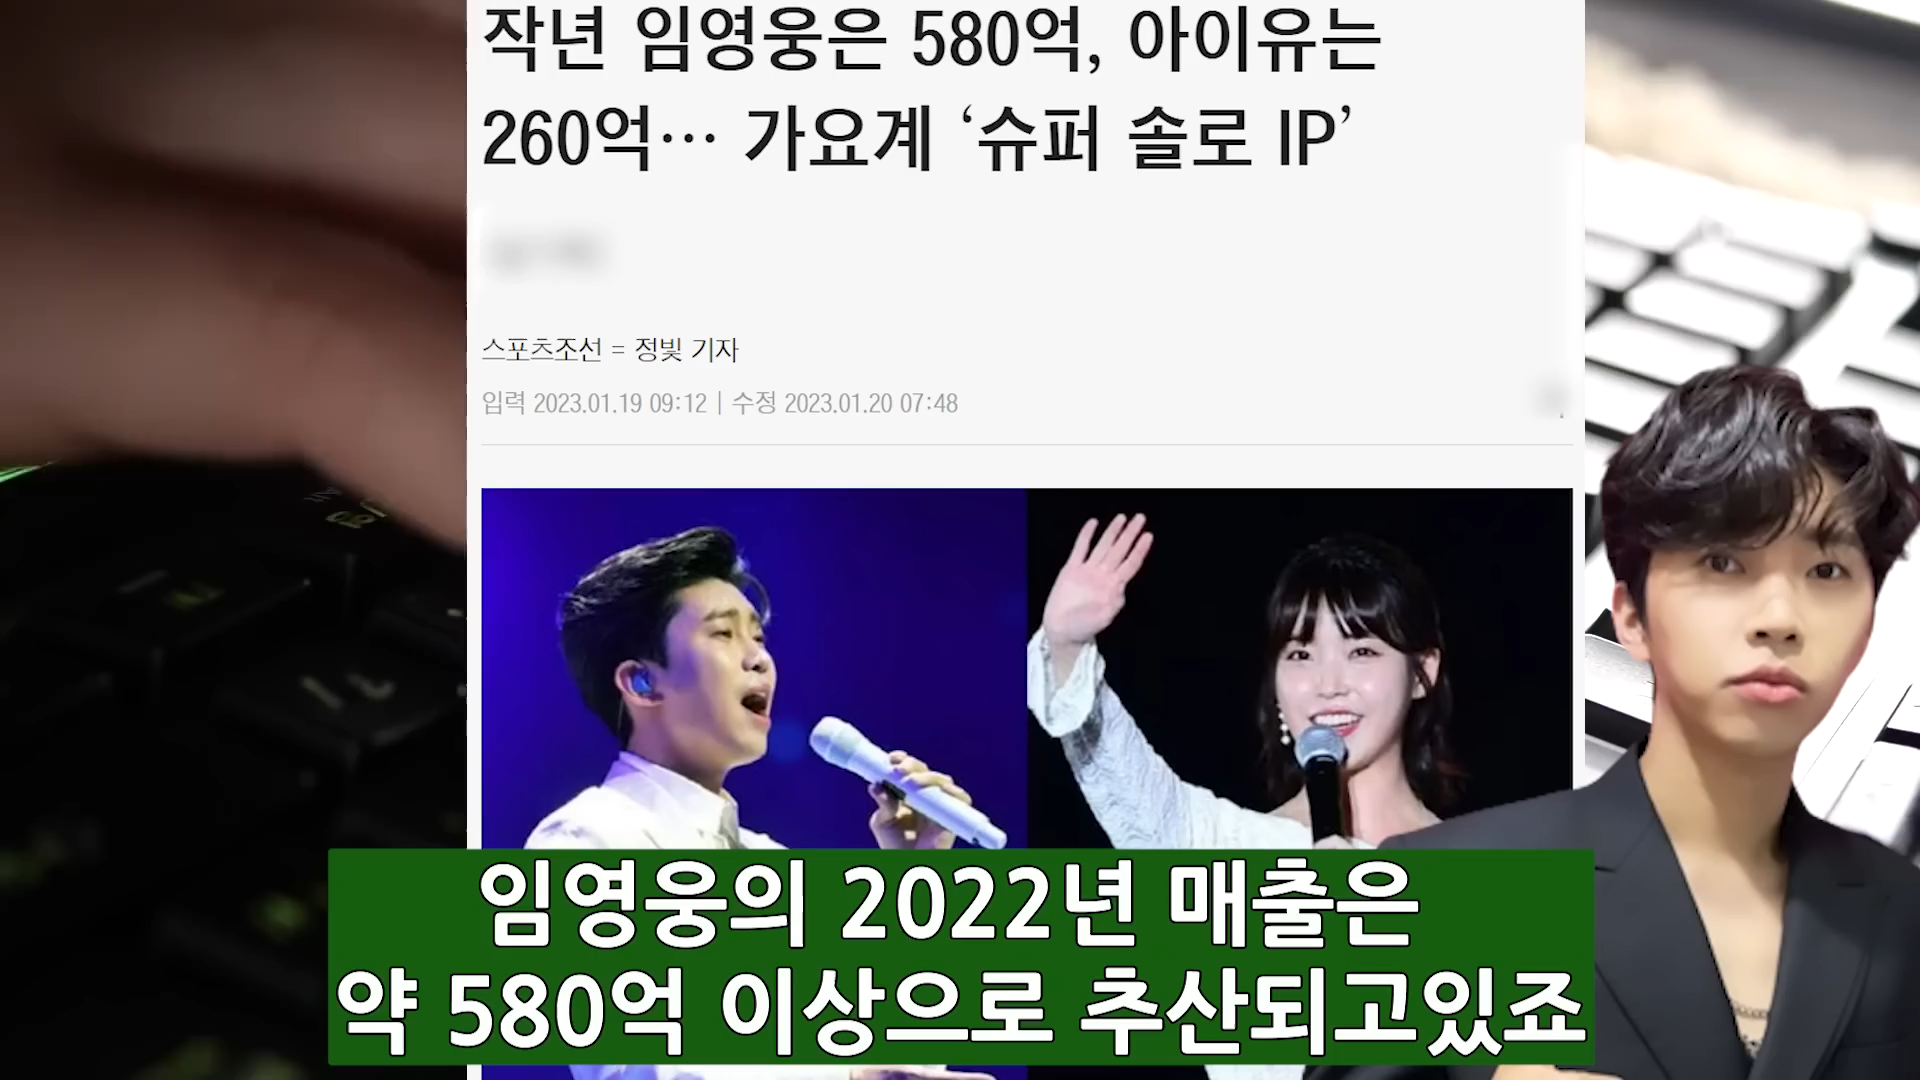 작년 임영웅은 580억, 아이유는
260억… 가요계 ‘슈퍼 솔로 IP’
스포츠조선 = 정빛 기자
입력 2023.01.19 09:12 | 수정 2023.01.20 07:48
임영웅의 2022년 매출은
약 580억 이상으로 추산되고있죠